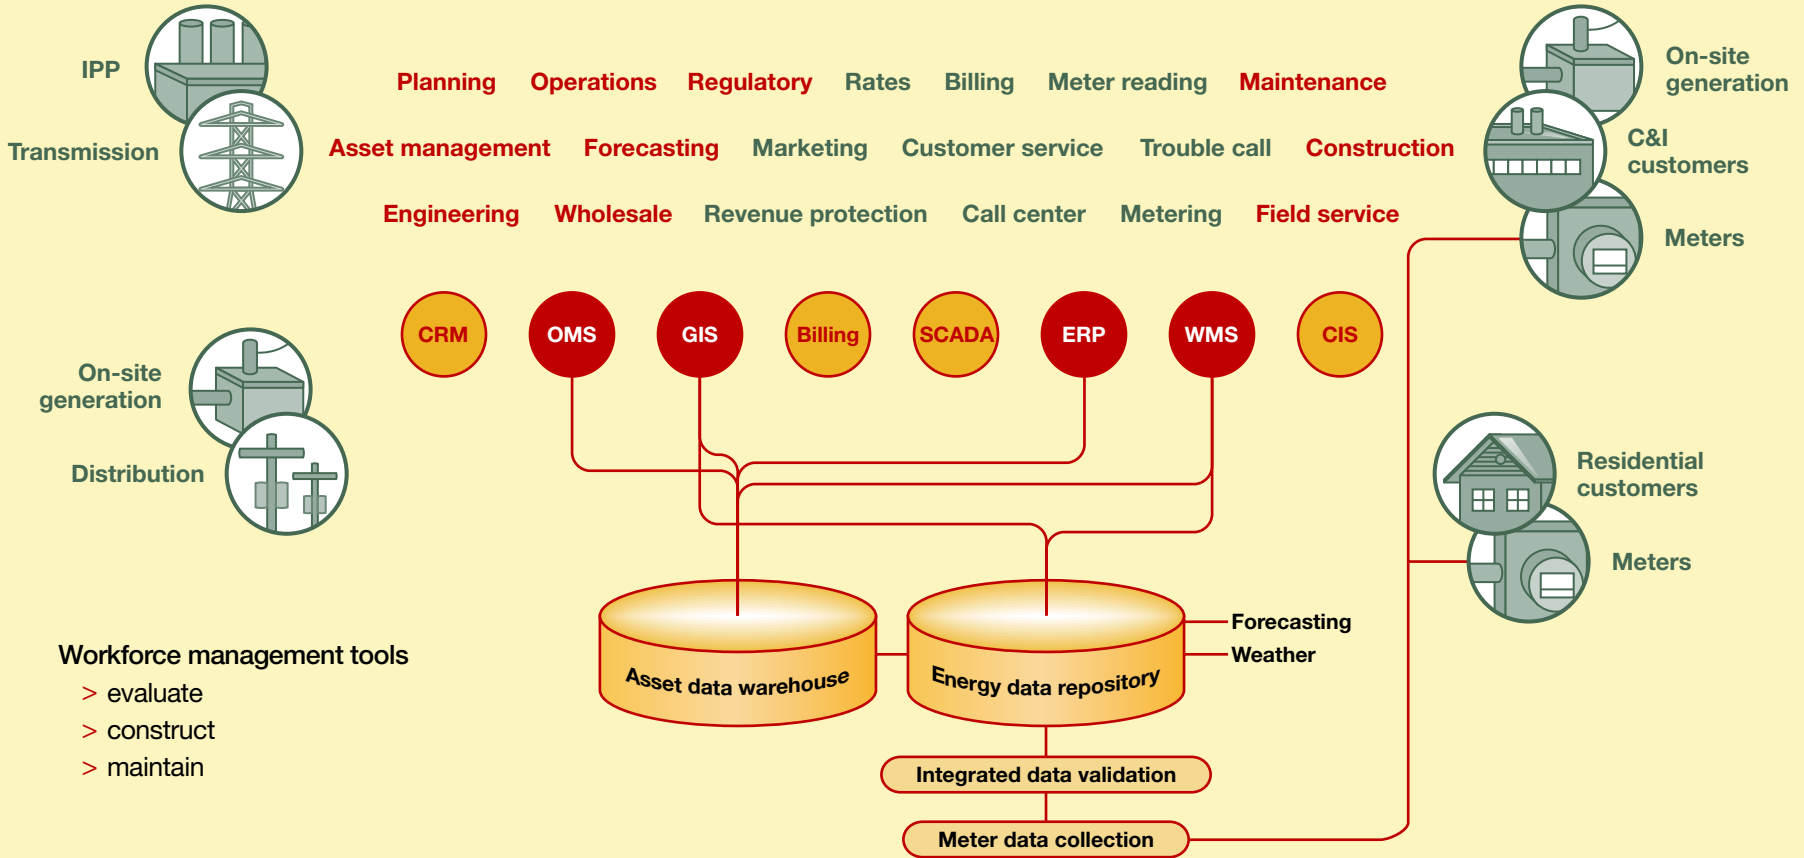 IPP
Transmission
Planning Operations Regulatory Rates Billing Meter reading Maintenance
Asset management Forecasting Marketing Customer service Trouble call Construction
Engineering Wholesale Revenue protection Call center Metering Field service
On-site
generation
C&I
customers
Meters
CRM OMS GIS Billing SCADA ERP WMS CIS
On-site
generation
Distribution
Residential
customers
Meters
Forecasting
Weather
Asset data warehouse
Energy data repository
Integrated data validation
Meter data collection
Workforce management tools
> evaluate
> construct
> maintain